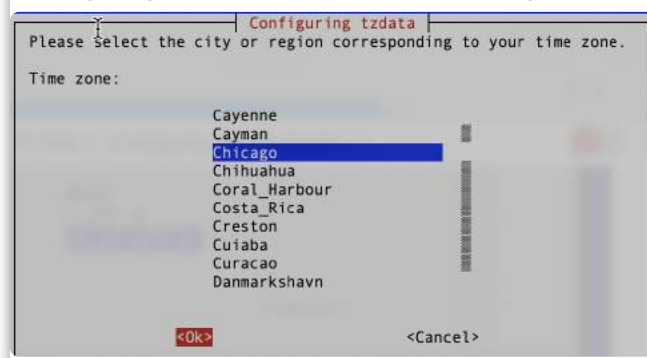 Configuring tzdata
Please select the city or region corresponding to your time zone.
Time zone:
Cayenne
Cayman
Chicago
Chihuahua
Coral_Harbour
Costa_Rica
Creston
Cuiaba
Curacao
Danmarkshavn
<Ok> <Cancel>